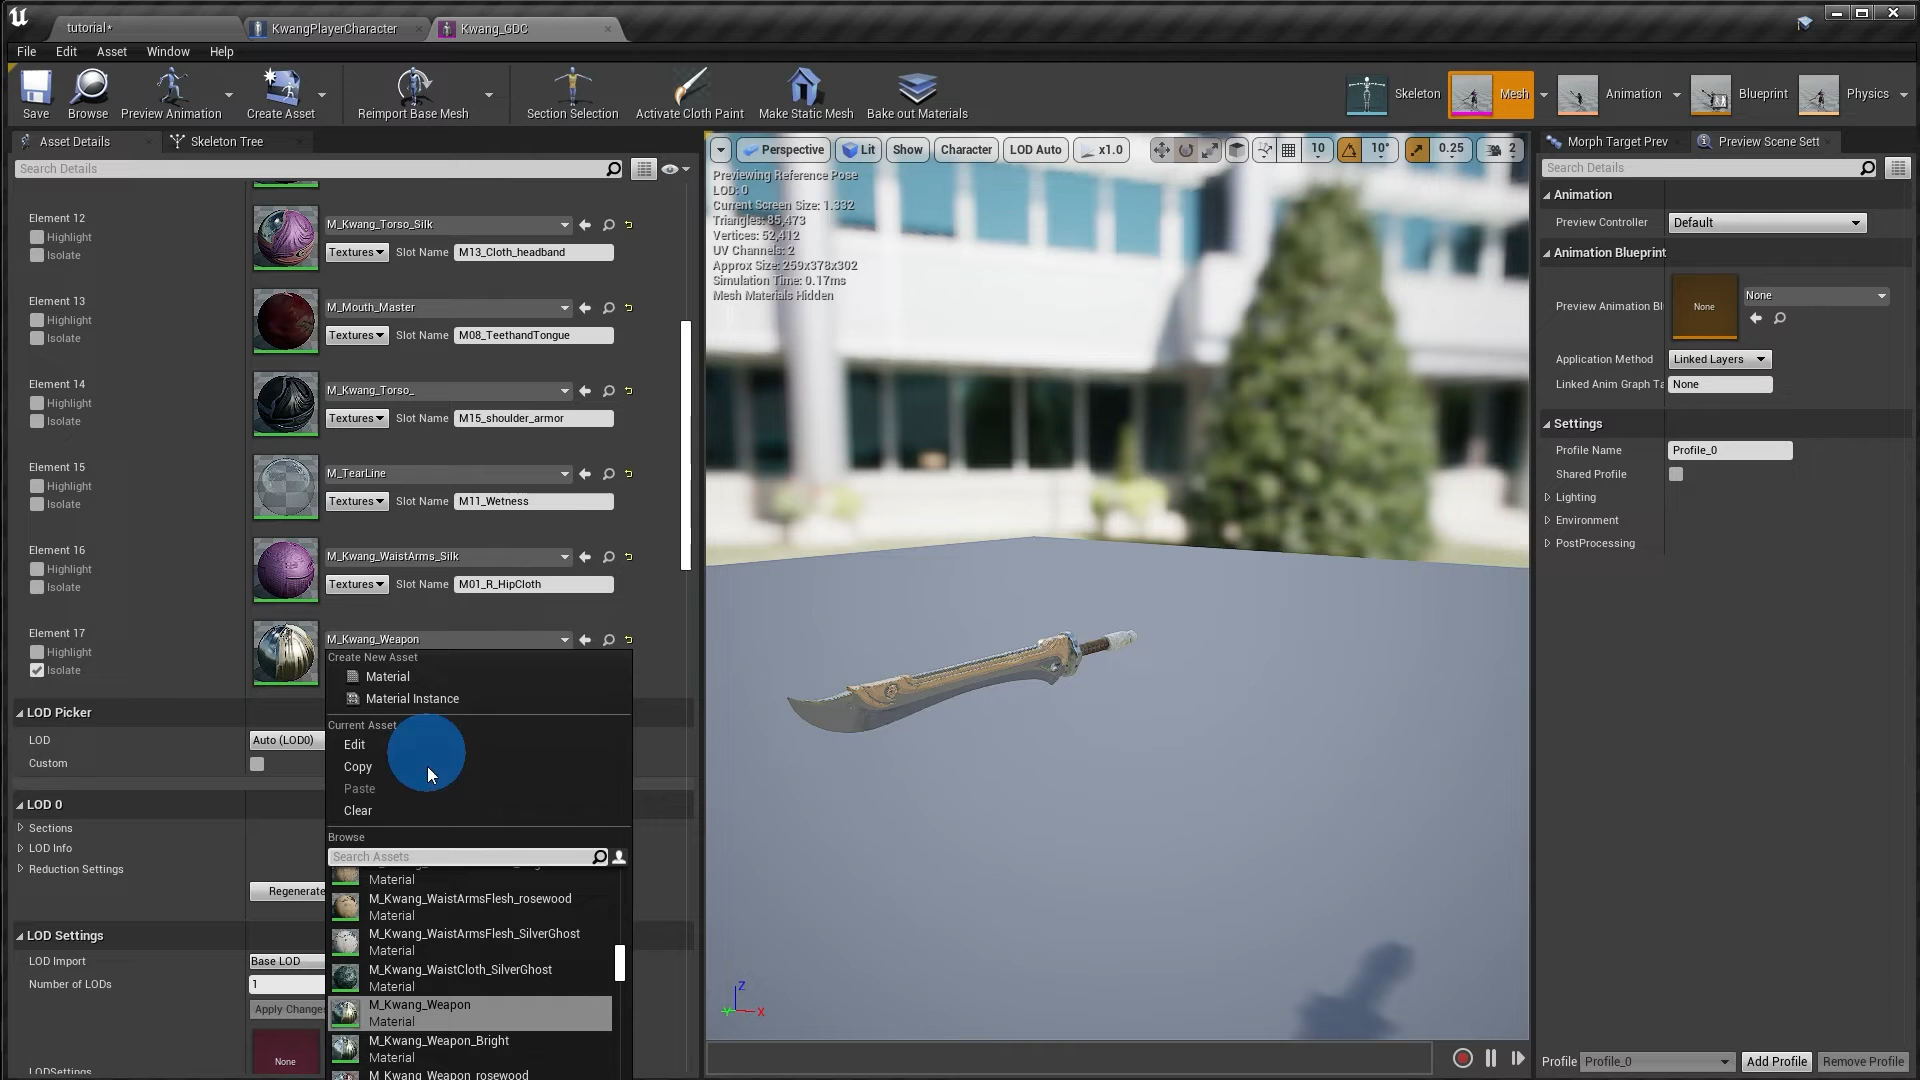 tutorial*
KwangPlayerCharacter
Kwang_GDC
File Edit Asset Window Help
Save
Browse
Preview Animation
Create Asset
Reimport Base Mesh
Section Selection
Activate Cloth Paint
Make Static Mesh
Bake out Materials
Skeleton
Mesh
Animation
Blueprint
Physics
Asset Details
Skeleton Tree
Search Details
Element 12
Highlight
Isolate
M_Kwang_Torso_Silk
Textures
Slot Name
M13_Cloth_headband
Element 13
Highlight
Isolate
M_Mouth_Master
Textures
Slot Name
M08_TeethandTongue
Element 14
Highlight
Isolate
M_Kwang_Torso_
Textures
Slot Name
M15_shoulder_armor
Element 15
Highlight
Isolate
M_TearLine
Textures
Slot Name
M11_Wetness
Element 16
Highlight
Isolate
M_Kwang_WaistArms_Silk
Textures
Slot Name
M01_R_HipCloth
Element 17
Highlight
Isolate
M_Kwang_Weapon
Create New Asset
Material
Material Instance
Current Asset
Edit
Copy
Paste
Clear
Browse
Search Assets
Material
M_Kwang_WaistArmsFlesh_rosewood
Material
M_Kwang_WaistArmsFlesh_SilverGhost
Material
M_Kwang_WaistCloth_SilverGhost
Material
M_Kwang_Weapon
Material
M_Kwang_Weapon_Bright
Material
M_Kwang_Weapon_rosewood
LOD Picker
LOD
Auto (LOD0)
Custom
LOD 0
Sections
LOD Info
Reduction Settings
Regenerate
LOD Settings
LOD Import
Base LOD
Number of LODs
1
Apply Changes
None
LODSettings
Perspective
Lit
Show
Character
LOD Auto
x1.0
10
10°
0.25
2
Previewing Reference Pose
LOD: 0
Current Screen Size: 1.332
Triangles: 85,473
Vertices: 52,412
UV Channels: 2
Approx Size: 259x378x302
Simulation Time: 0.17ms
Mesh Materials Hidden
Z
Y
X
Morph Target Prev
Preview Scene Sett
Search Details
Animation
Preview Controller
Default
Animation Blueprint
Preview Animation Bl
None
None
Application Method
Linked Layers
Linked Anim Graph Ta
None
Settings
Profile Name
Profile_0
Shared Profile
Lighting
Environment
PostProcessing
Profile
Profile_0
Add Profile
Remove Profile